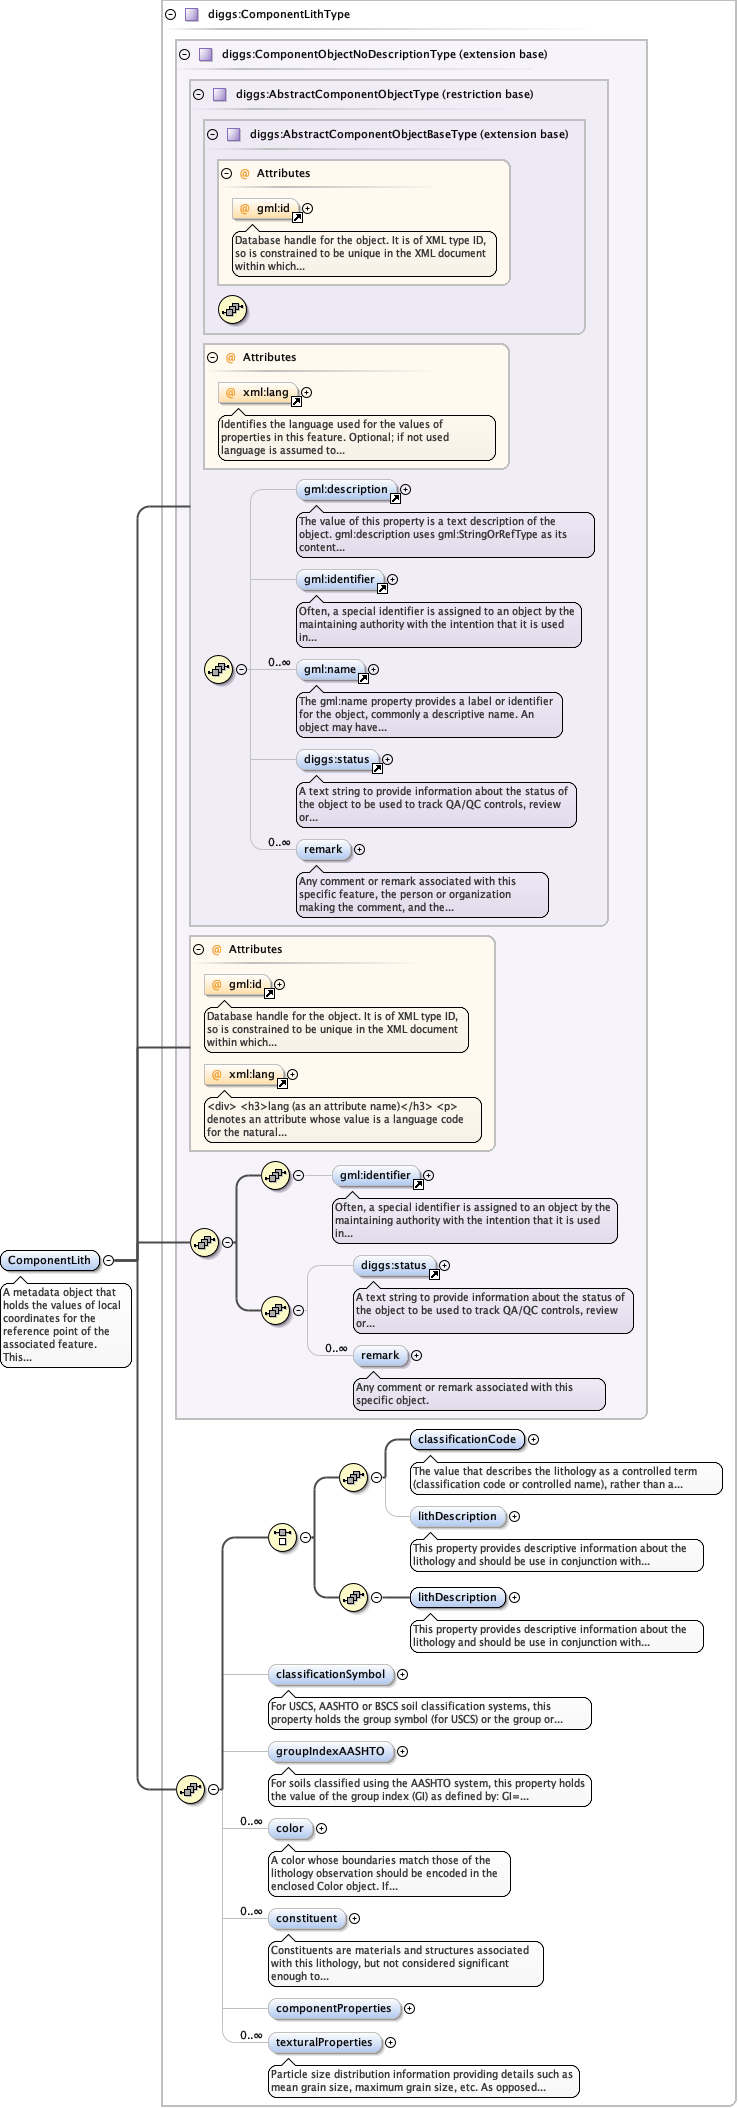 diggs:ComponentLithType
diggs:ComponentObjectNoDescriptionType (extension base)
diggs:AbstractComponentObjectType (restriction base)
diggs:AbstractComponentObjectBaseType (extension base)
@ Attributes
@ gml:id
Database handle for the object. It is of XML type ID,
so is constrained to be unique in the XML document
within which...
@ Attributes
@ xml:lang
Identifies the language used for the values of
properties in this feature. Optional; if not used
language is assumed to...
gml:description
The value of this property is a text description of the
object. gml:description uses gml:StringOrRefType as its
content...
gml:identifier
Often, a special identifier is assigned to an object by the
maintaining authority with the intention that it is used
in...
0..∞
gml:name
The gml:name property provides a label or identifier
for the object, commonly a descriptive name. An
object may have...
diggs:status
A text string to provide information about the status of
the object to be used to track QA/QC controls, review
or...
0..∞
remark
Any comment or remark associated with this
specific feature, the person or organization
making the comment, and the...
@ Attributes
@ gml:id
Database handle for the object. It is of XML type ID,
so is constrained to be unique in the XML document
within which...
@ xml:lang
<div> <h3>lang (as an attribute name)</h3> <p>
denotes an attribute whose value is a language code
for the natural...
gml:identifier
Often, a special identifier is assigned to an object by the
maintaining authority with the intention that it is used
in...
ComponentLith
A metadata object that
holds the values of local
coordinates for the
reference point of the
associated feature.
This...
diggs:status
A text string to provide information about the status of
the object to be used to track QA/QC controls, review
or...
0..∞
remark
Any comment or remark associated with this
specific object.
classificationCode
The value that describes the lithology as a controlled term
(classification code or controlled name), rather than a...
lithDescription
This property provides descriptive information about the
lithology and should be use in conjunction with...
lithDescription
This property provides descriptive information about the
lithology and should be use in conjunction with...
classificationSymbol
For USCS, AASHTO or BSCS soil classification systems, this
property holds the group symbol (for USCS) or the group or...
groupIndexAASHTO
For soils classified using the AASHTO system, this property holds
the value of the group index (GI) as defined by: GI=...
0..∞
color
A color whose boundaries match those of the
lithology observation should be encoded in the
enclosed Color object. If...
0..∞
constituent
Constituents are materials and structures associated
with this lithology, but not considered significant
enough to...
componentProperties
0..∞
texturalProperties
Particle size distribution information providing details such as
mean grain size, maximum grain size, etc. As opposed...